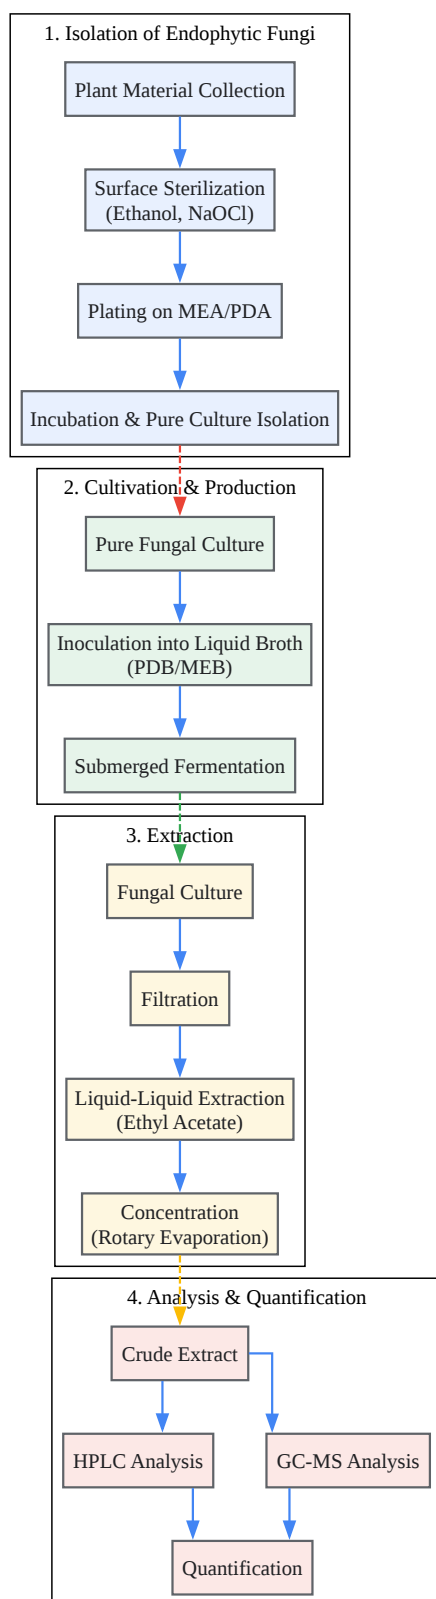 1. Isolation of Endophytic Fungi
Plant Material Collection
Surface Sterilization
(Ethanol, NaOCl)
Plating on MEA/PDA
Incubation & Pure Culture Isolation
2. Cultivation & Production
Pure Fungal Culture
Inoculation into Liquid Broth
(PDB/MEB)
Submerged Fermentation
3. Extraction
Fungal Culture
Filtration
Liquid-Liquid Extraction
(Ethyl Acetate)
Concentration
(Rotary Evaporation)
4. Analysis & Quantification
Crude Extract
HPLC Analysis
GC-MS Analysis
Quantification